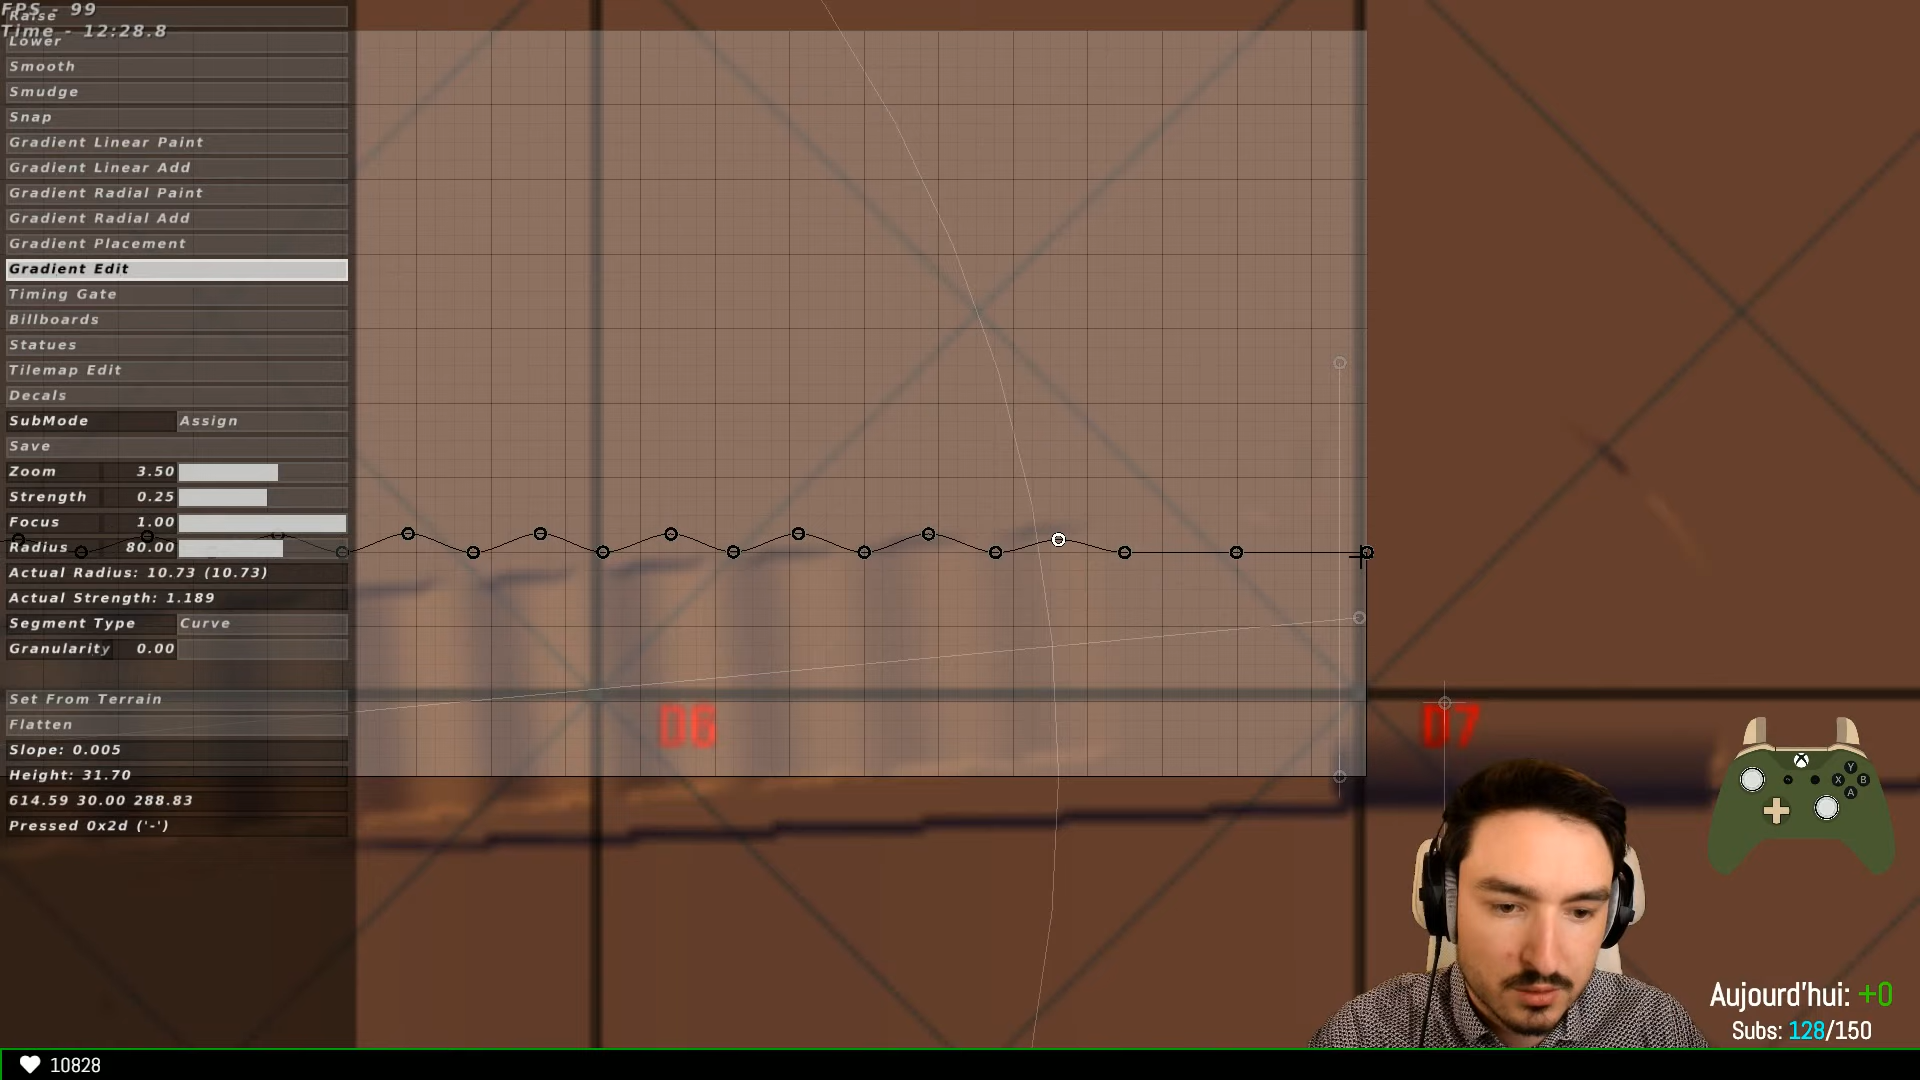 FPS - 99
Raise
Time - 12:28.8
Lower
Smooth
Smudge
Snap
Gradient Linear Paint
Gradient Linear Add
Gradient Radial Paint
Gradient Radial Add
Gradient Placement
Gradient Edit
Timing Gate
Billboards
Statues
Tilemap Edit
Decals
SubMode Assign
Save
Zoom 3.50
Strength 0.25
Focus 1.00
Radius 80.00
Actual Radius: 10.73 (10.73)
Actual Strength: 1.189
Segment Type Curve
Granularity 0.00
Set From Terrain
Flatten
Slope: 0.005
Height: 31.70
614.59 30.00 288.83
Pressed 0x2d ('-')
D6
D7
Y
X B
A
Aujourd'hui: +0
Subs: 128/150
10828